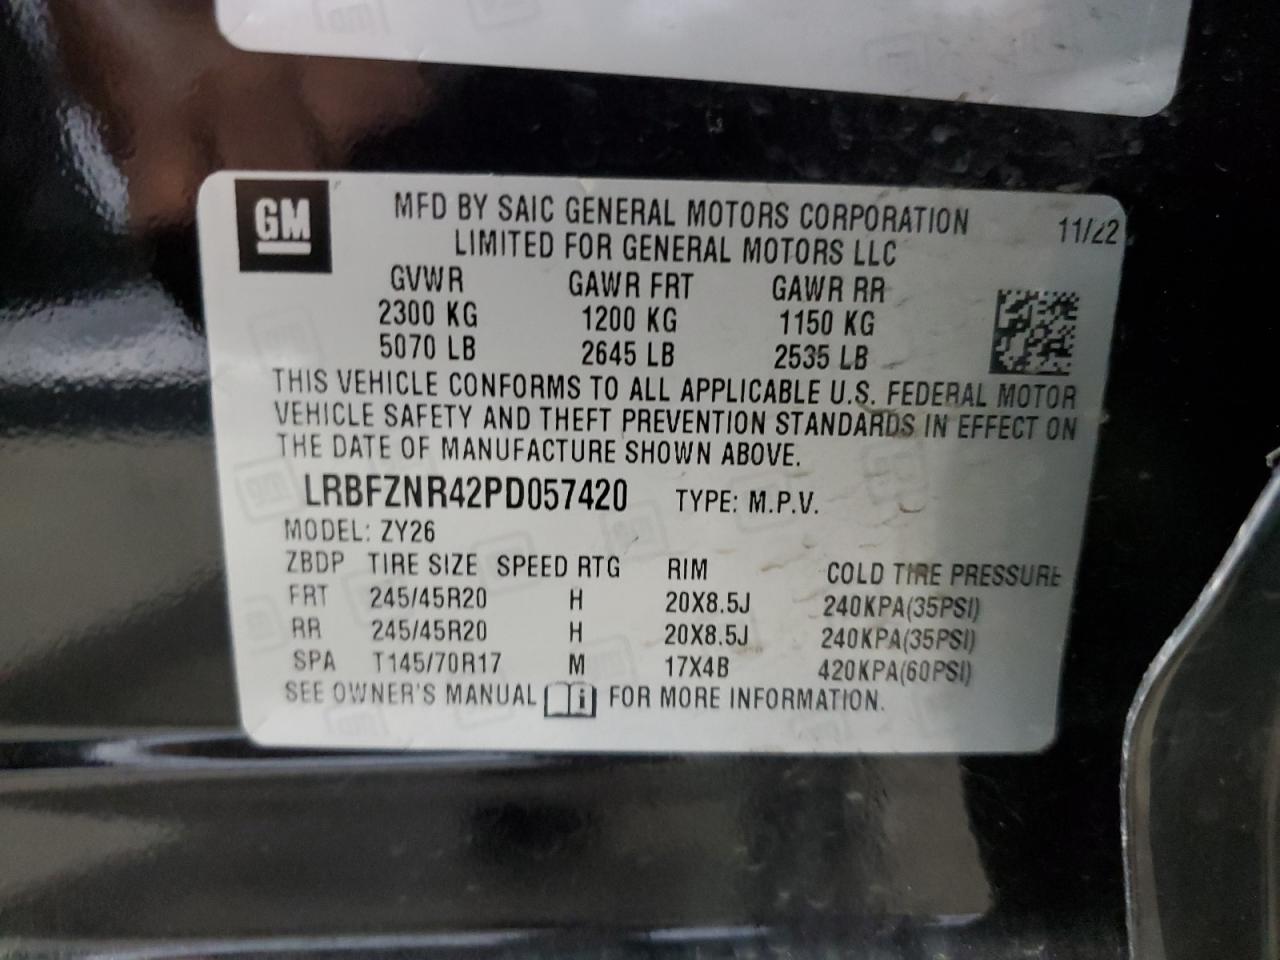 GM
MFD BY SAIC GENERAL MOTORS CORPORATION
LIMITED FOR GENERAL MOTORS LLC
11/22
GVWR GAWR FRT GAWR RR
2300 KG 1200 KG 1150 KG
5070 LB 2645 LB 2535 LB
THIS VEHICLE CONFORMS TO ALL APPLICABLE U.S. FEDERAL MOTOR
VEHICLE SAFETY AND THEFT PREVENTION STANDARDS IN EFFECT ON
THE DATE OF MANUFACTURE SHOWN ABOVE.
LRBFZNR42PD057420 TYPE: M.P.V.
MODEL: ZY26
ZBDP TIRE SIZE SPEED RTG RIM COLD TIRE PRESSURE
FRT 245/45R20 H 20X8.5J 240KPA(35PSI)
RR 245/45R20 H 20X8.5J 240KPA(35PSI)
SPA T145/70R17 M 17X4B 420KPA(60PSI)
SEE OWNER'S MANUAL i FOR MORE INFORMATION.